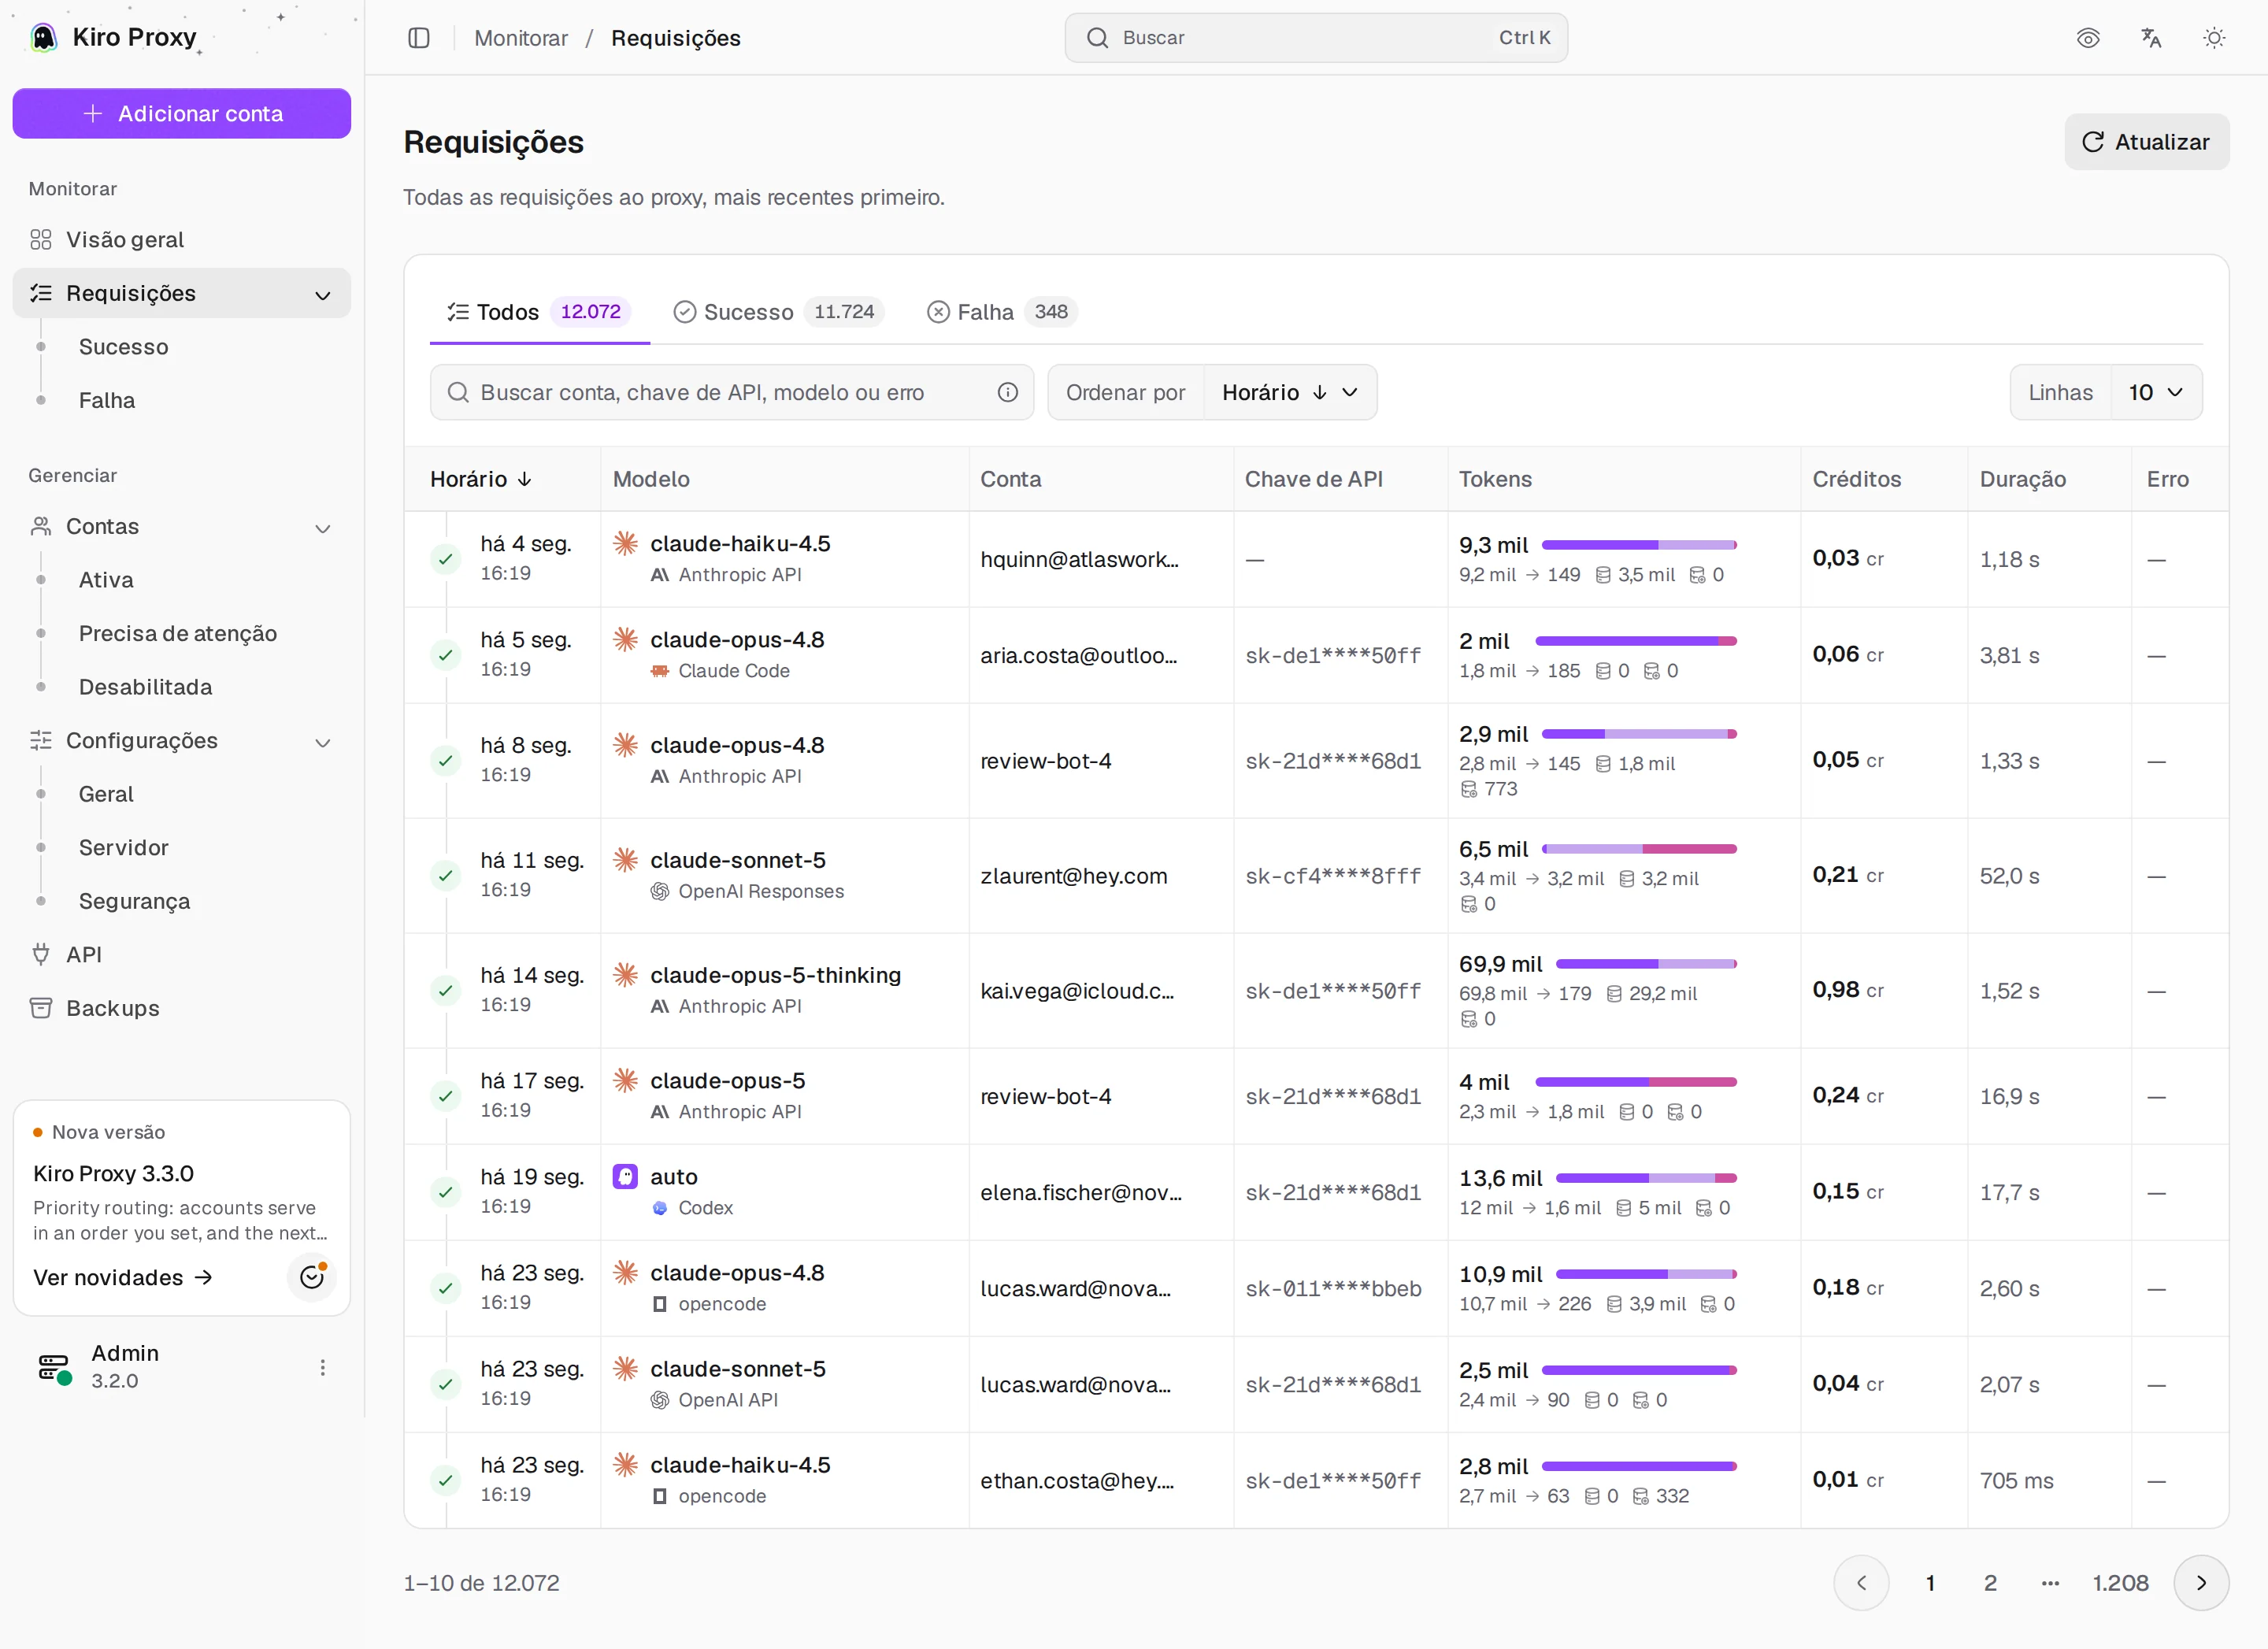 Kiro Proxy
Adicionar conta
Monitorar
Visão geral
Requisições
Sucesso
Falha
Gerenciar
Contas
Ativa
Precisa de atenção
Desabilitada
Configurações
Geral
Servidor
Segurança
API
Backups
Nova versão
Kiro Proxy 3.3.0
Priority routing: accounts serve
in an order you set, and the next...
Ver novidades →
Admin
3.2.0
Monitorar / Requisições
Buscar Ctrl K
Requisições
Atualizar
Todas as requisições ao proxy, mais recentes primeiro.
Todos 12.072 Sucesso 11.724 Falha 348
Buscar conta, chave de API, modelo ou erro
Ordenar por Horário ↓
Linhas 10
Horário ↓ Modelo Conta Chave de API Tokens Créditos Duração Erro
há 4 seg. claude-haiku-4.5 hquinn@atlaswork... — 9,3 mil 0,03 cr 1,18 s —
16:19 Anthropic API 9,2 mil → 149 3,5 mil 0
há 5 seg. claude-opus-4.8 aria.costa@outloo... sk-de1****50ff 2 mil 0,06 cr 3,81 s —
16:19 Claude Code 1,8 mil → 185 0 0
há 8 seg. claude-opus-4.8 review-bot-4 sk-21d****68d1 2,9 mil 0,05 cr 1,33 s —
16:19 Anthropic API 2,8 mil → 145 1,8 mil
773
há 11 seg. claude-sonnet-5 zlaurent@hey.com sk-cf4****8fff 6,5 mil 0,21 cr 52,0 s —
16:19 OpenAI Responses 3,4 mil → 3,2 mil 3,2 mil
0
há 14 seg. claude-opus-5-thinking kai.vega@icloud.c... sk-de1****50ff 69,9 mil 0,98 cr 1,52 s —
16:19 Anthropic API 69,8 mil → 179 29,2 mil
0
há 17 seg. claude-opus-5 review-bot-4 sk-21d****68d1 4 mil 0,24 cr 16,9 s —
16:19 Anthropic API 2,3 mil → 1,8 mil 0 0
há 19 seg. auto elena.fischer@nov... sk-21d****68d1 13,6 mil 0,15 cr 17,7 s —
16:19 Codex 12 mil → 1,6 mil 5 mil 0
há 23 seg. claude-opus-4.8 lucas.ward@nova... sk-011****bbeb 10,9 mil 0,18 cr 2,60 s —
16:19 opencode 10,7 mil → 226 3,9 mil 0
há 23 seg. claude-sonnet-5 lucas.ward@nova... sk-21d****68d1 2,5 mil 0,04 cr 2,07 s —
16:19 OpenAI API 2,4 mil → 90 0 0
há 23 seg. claude-haiku-4.5 ethan.costa@hey.... sk-de1****50ff 2,8 mil 0,01 cr 705 ms —
16:19 opencode 2,7 mil → 63 0 332
1–10 de 12.072
1 2 ... 1.208